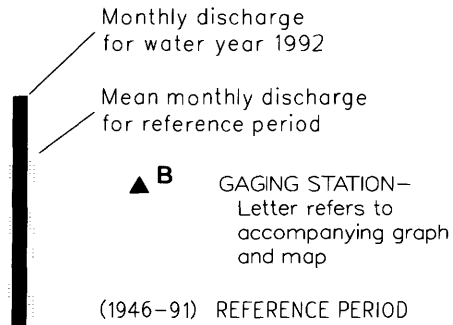 Monthly discharge
for water year 1992
Mean monthly discharge
for reference period
B
GAGING STATION—
Letter refers to
accompanying graph
and map
(1946-91) REFERENCE PERIOD